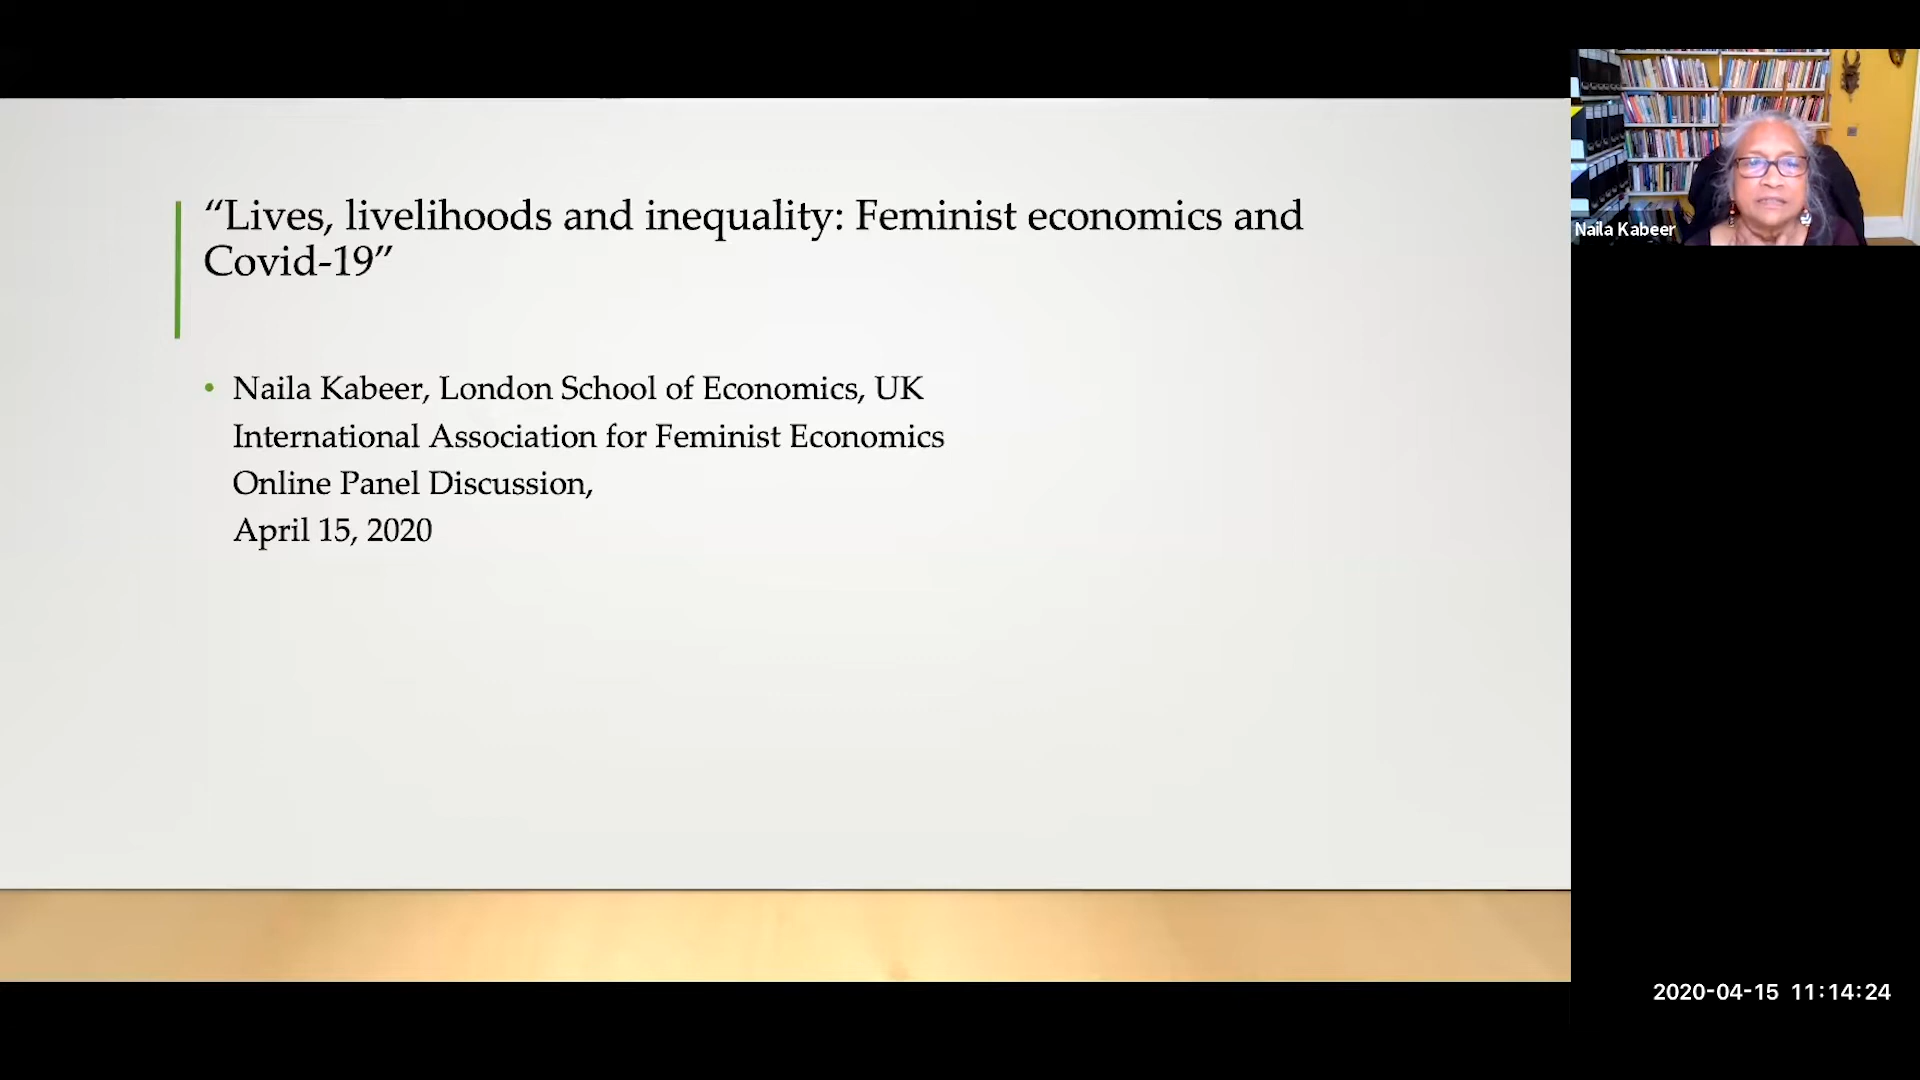 “Lives, livelihoods and inequality: Feminist economics and
Covid-19”
• Naila Kabeer, London School of Economics, UK
International Association for Feminist Economics
Online Panel Discussion,
April 15, 2020
Naila Kabeer
2020-04-15 11:14:24